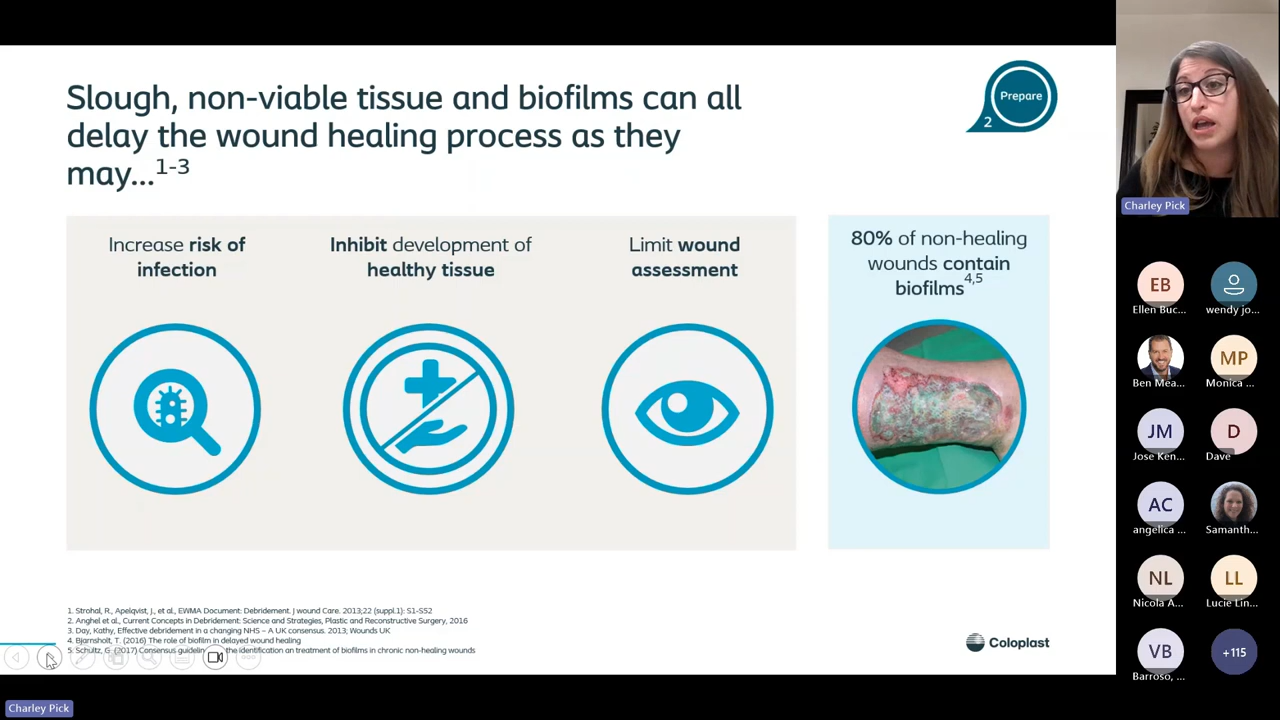 Slough, non-viable tissue and biofilms can all
delay the wound healing process as they
may...1-3
Prepare
2
Increase risk of
infection
Inhibit development of
healthy tissue
Limit wound
assessment
80% of non-healing
wounds contain
biofilms4,5
1. Strohal, R., Apelqvist, J., et al., EWMA Document: Debridement. J wound Care. 2013;22 (suppl.1): S1-S52
2. Anghel et al., Current Concepts in Debridement: Science and Strategies, Plastic and Reconstructive Surgery, 2016
3. Day, Kathy, Effective debridement in a changing NHS – A UK consensus. 2013; Wounds UK
4. Bjarnsholt, T. (2016) The role of biofilm in delayed wound healing
5. Schultz, G. (2017) Consensus guidelin the identification an treatment of biofilms in chronic non-healing wounds
Coloplast
Charley Pick
Charley Pick
EB
Ellen Buc...
wendy jo...
Ben Mea...
MP
Monica ...
JM
Jose Ken...
D
Dave
AC
angelica ...
Samanth...
NL
Nicola A...
LL
Lucie Lin...
VB
Barroso, ...
+115